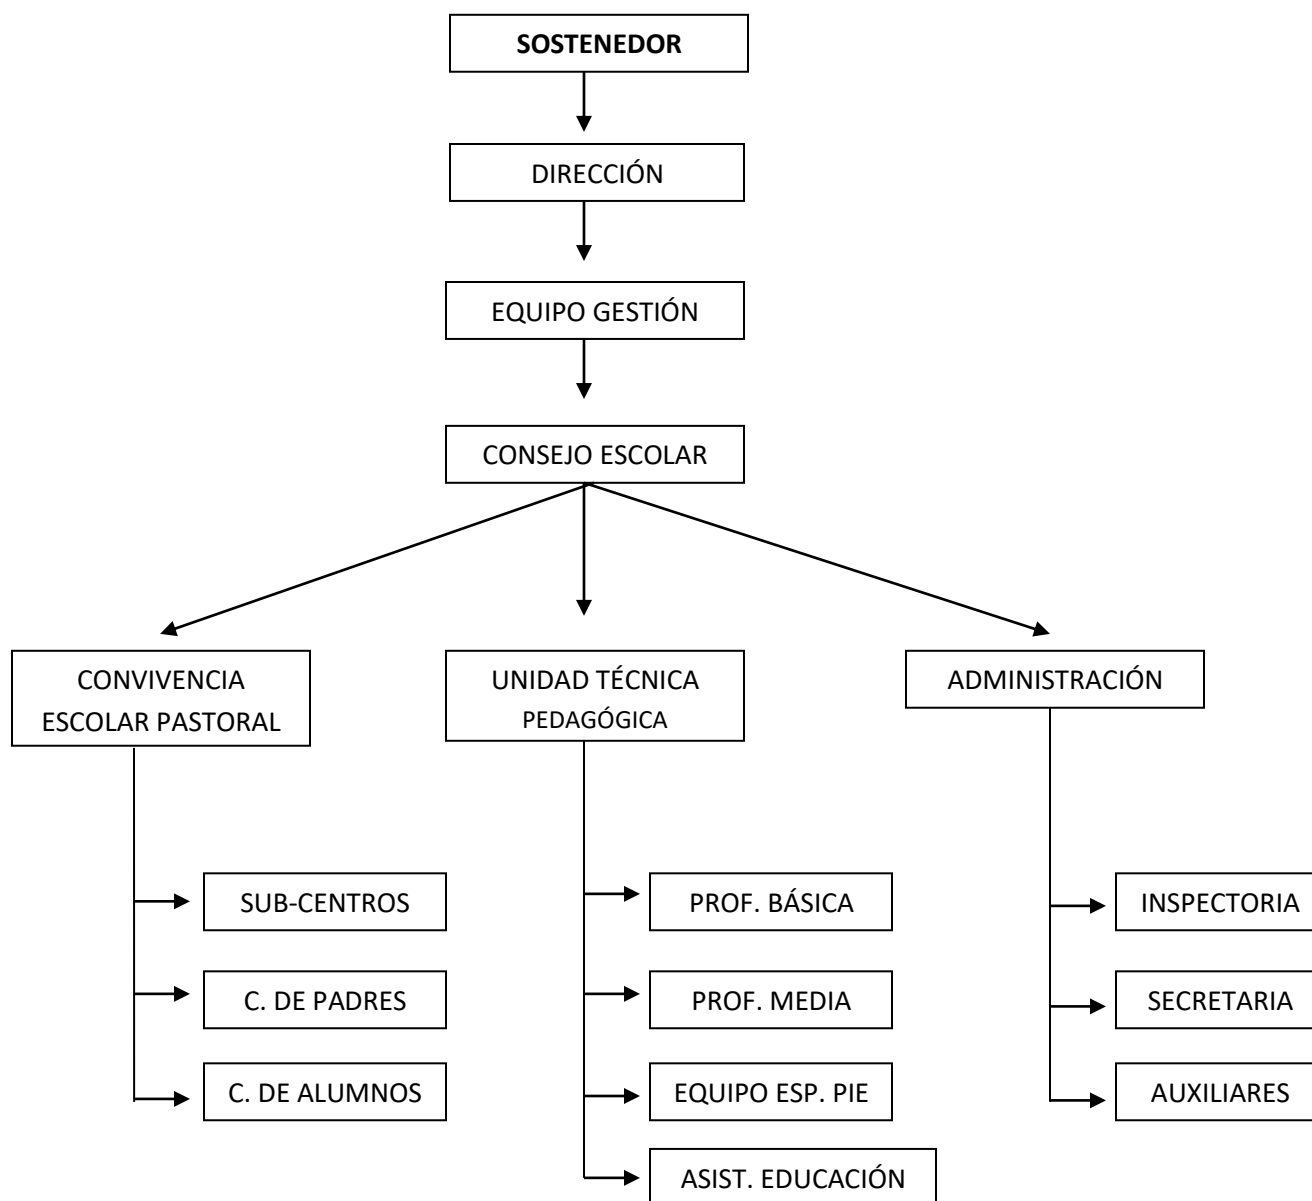 SOSTENEDOR
DIRECCIÓN
EQUIPO GESTIÓN
CONSEJO ESCOLAR
CONVIVENCIA
ESCOLAR PASTORAL
UNIDAD TÉCNICA
PEDAGÓGICA
ADMINISTRACIÓN
SUB-CENTROS
C. DE PADRES
C. DE ALUMNOS
PROF. BÁSICA
PROF. MEDIA
EQUIPO ESP. PIE
ASIST. EDUCACIÓN
INSPECTORIA
SECRETARIA
AUXILIARES